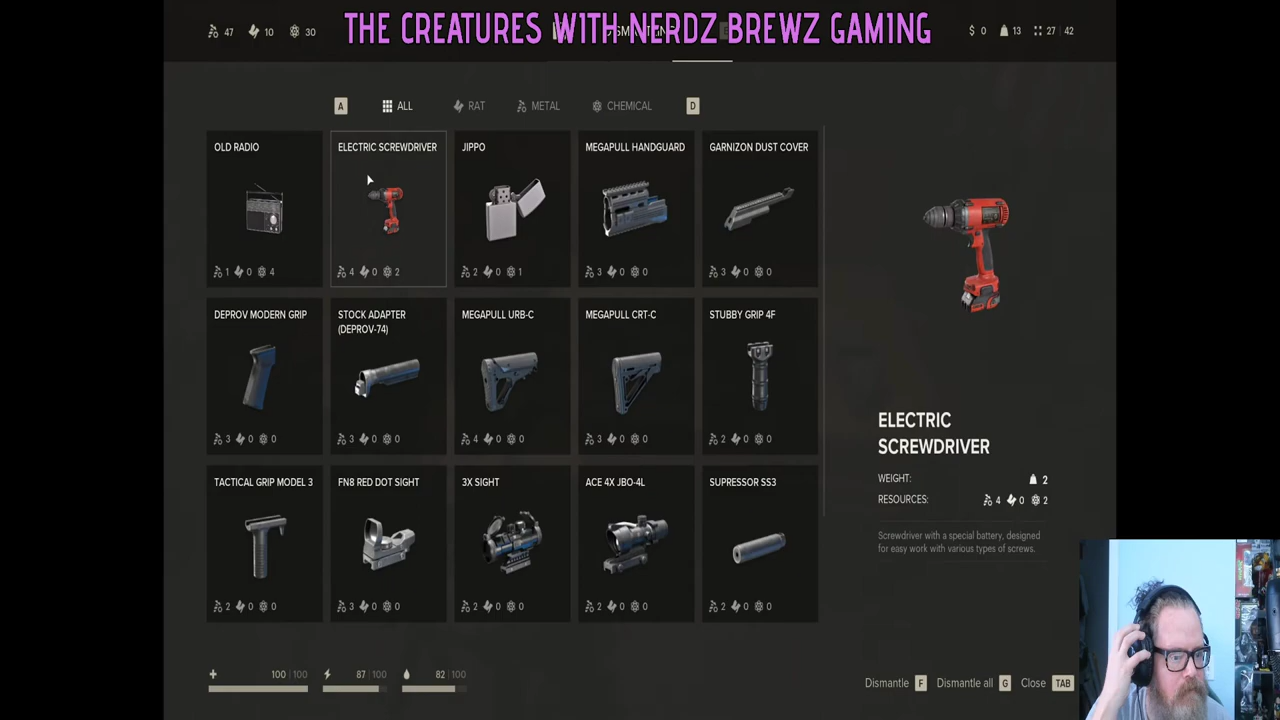 THE CREATURES WITH NERDZ BREWZ GAMING
47 10 30
$ 0 13 27 | 42
A ALL RAT METAL CHEMICAL D
OLD RADIO
1 0 4
ELECTRIC SCREWDRIVER
4 0 2
JIPPO
2 0 1
MEGAPULL HANDGUARD
3 0 0
GARNIZON DUST COVER
3 0 0
DEPROV MODERN GRIP
3 0 0
STOCK ADAPTER
(DEPROV-74)
3 0 0
MEGAPULL URB-C
4 0 0
MEGAPULL CRT-C
3 0 0
STUBBY GRIP 4F
2 0 0
TACTICAL GRIP MODEL 3
2 0 0
FN8 RED DOT SIGHT
3 0 0
3X SIGHT
2 0 0
ACE 4X JBO-4L
2 0 0
SUPRESSOR SS3
2 0 0
ELECTRIC
SCREWDRIVER
WEIGHT: 2
RESOURCES: 4 0 2
Screwdriver with a special battery, designed
for easy work with various types of screws.
100 | 100 87 | 100 82 | 100
Dismantle F Dismantle all G Close TAB